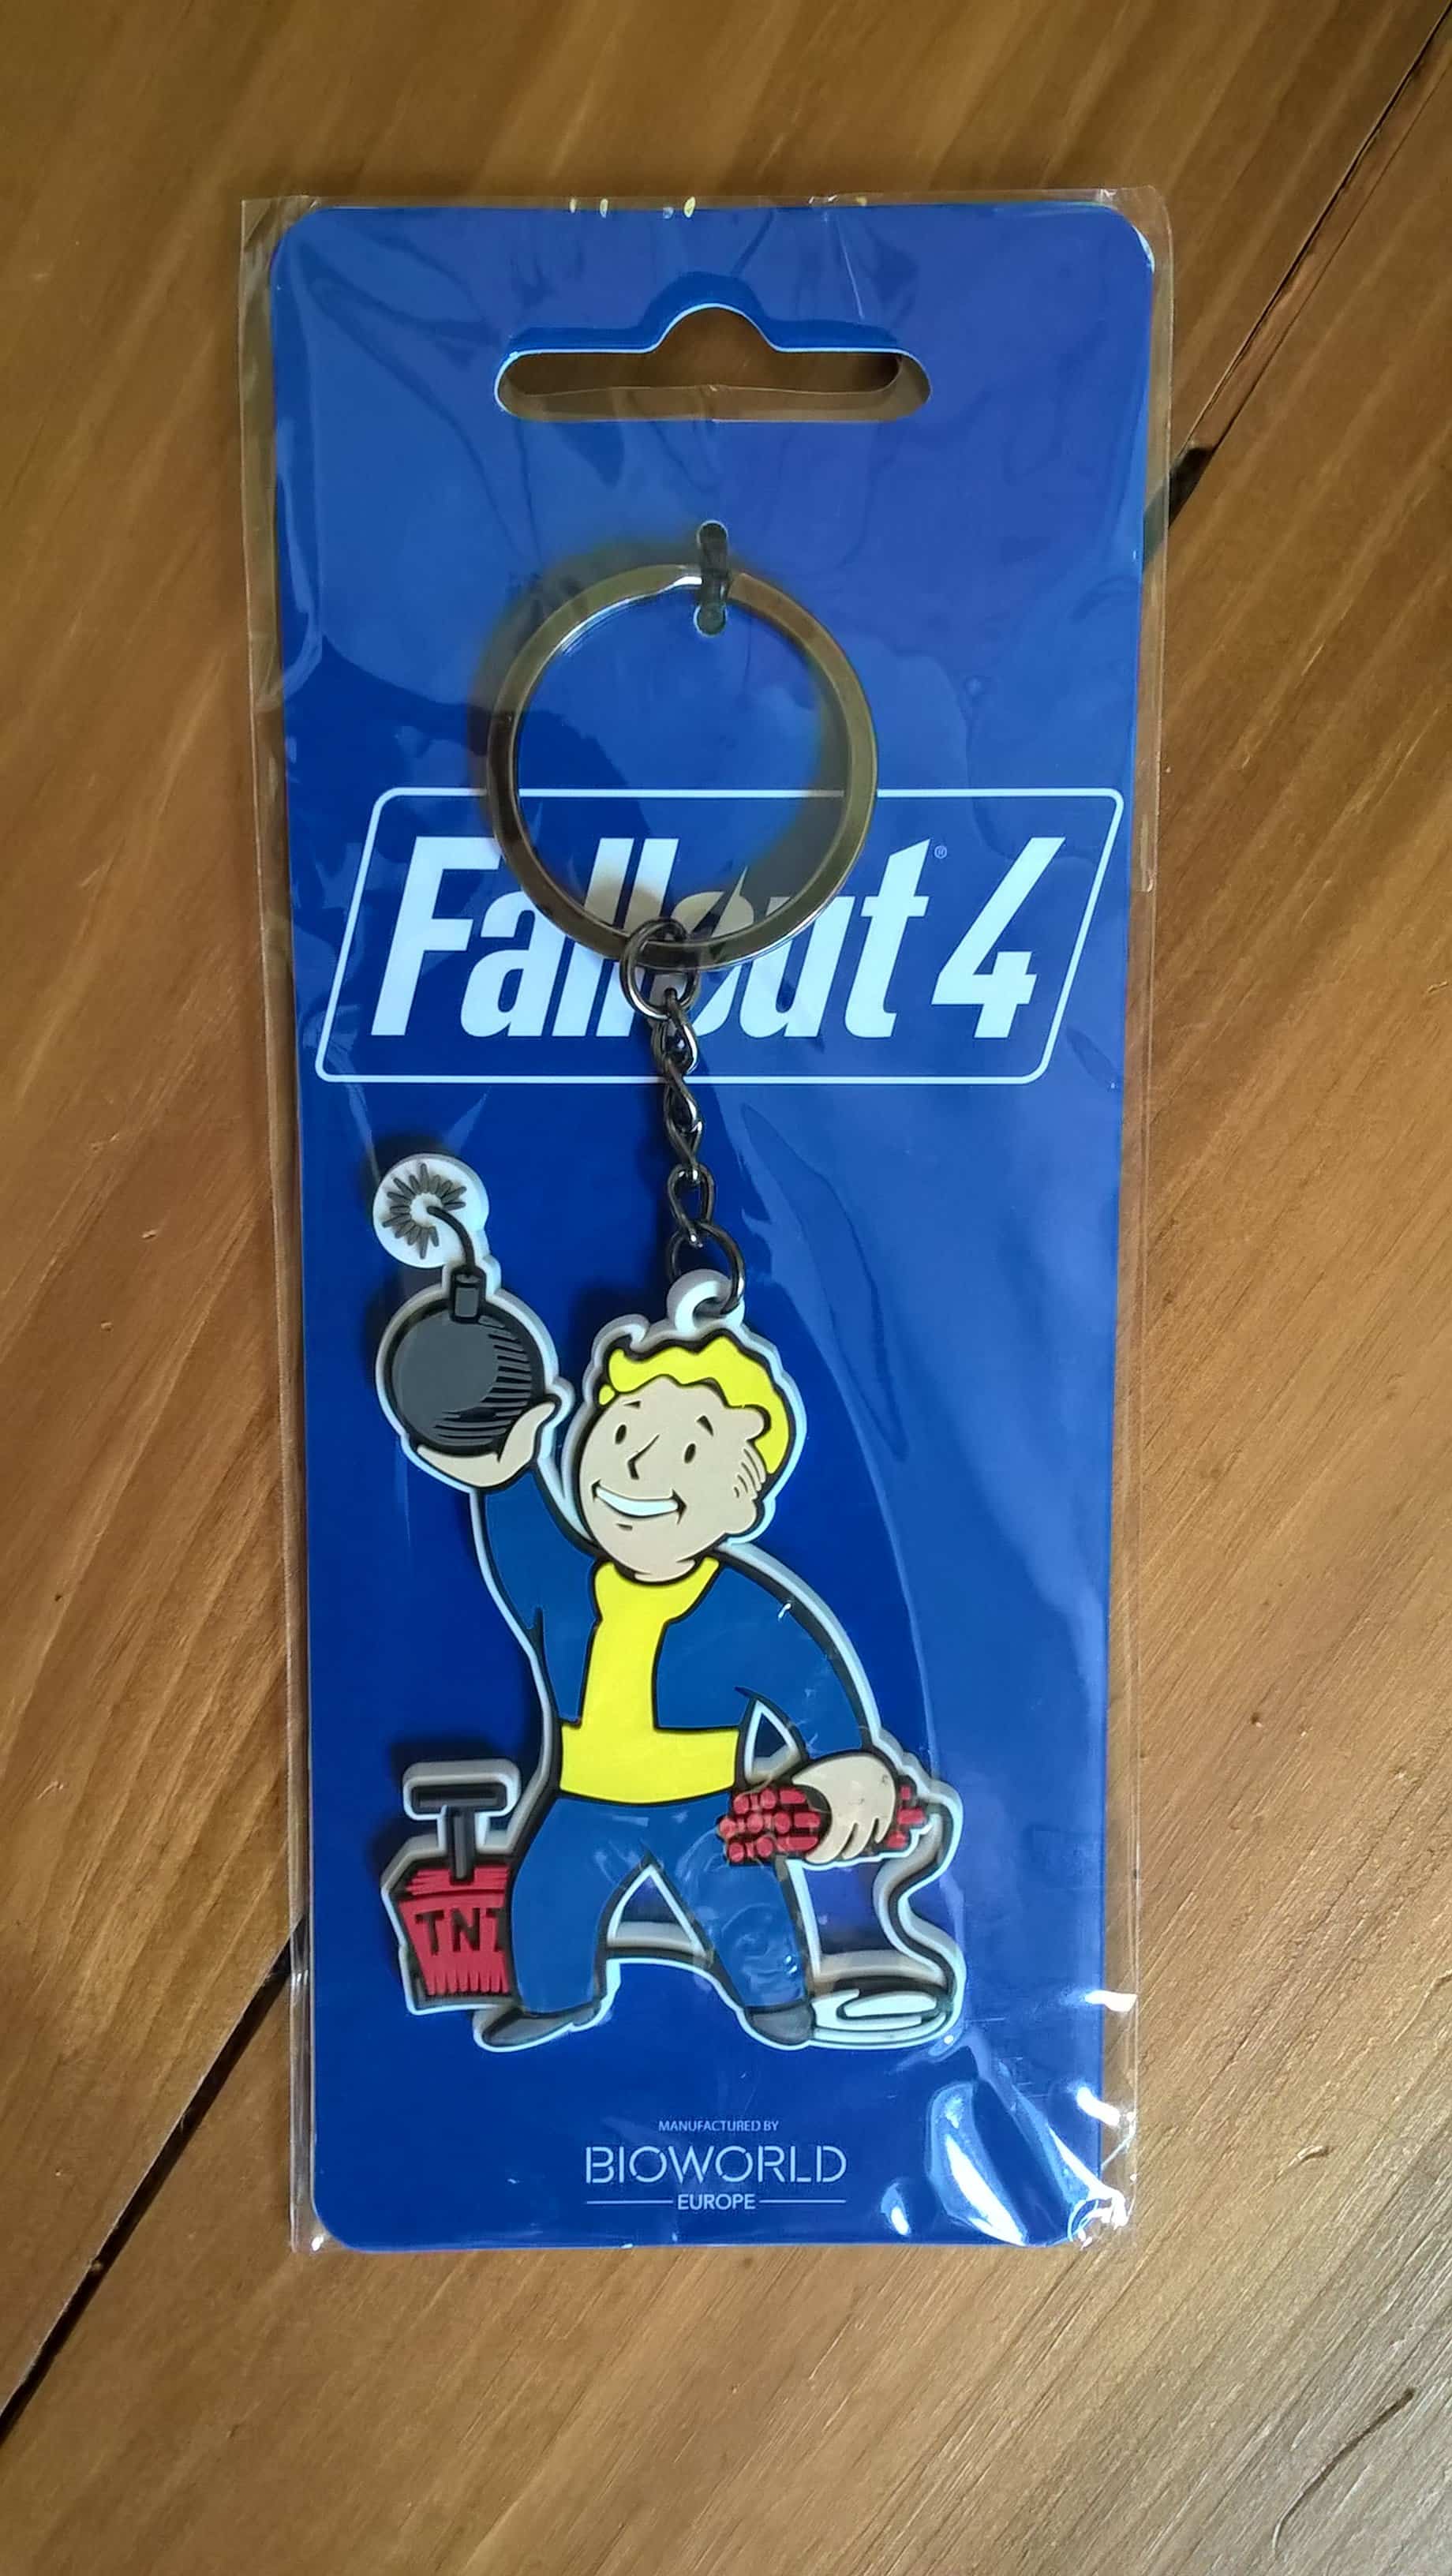 Fallout® 4
TNT
MANUFACTURED BY
BIOWORLD
EUROPE